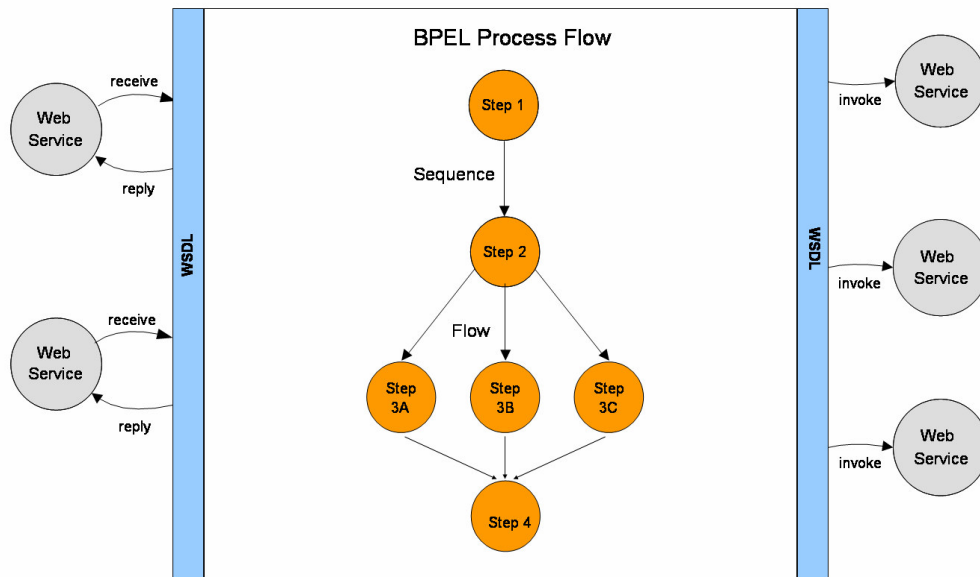 BPEL Process Flow
receive
Web
Service
reply
WSDL
receive
Web
Service
reply
Step 1
Sequence
Step 2
Flow
Step
3A
Step
3B
Step
3C
Step 4
WSDL
invoke
Web
Service
invoke
Web
Service
invoke
Web
Service